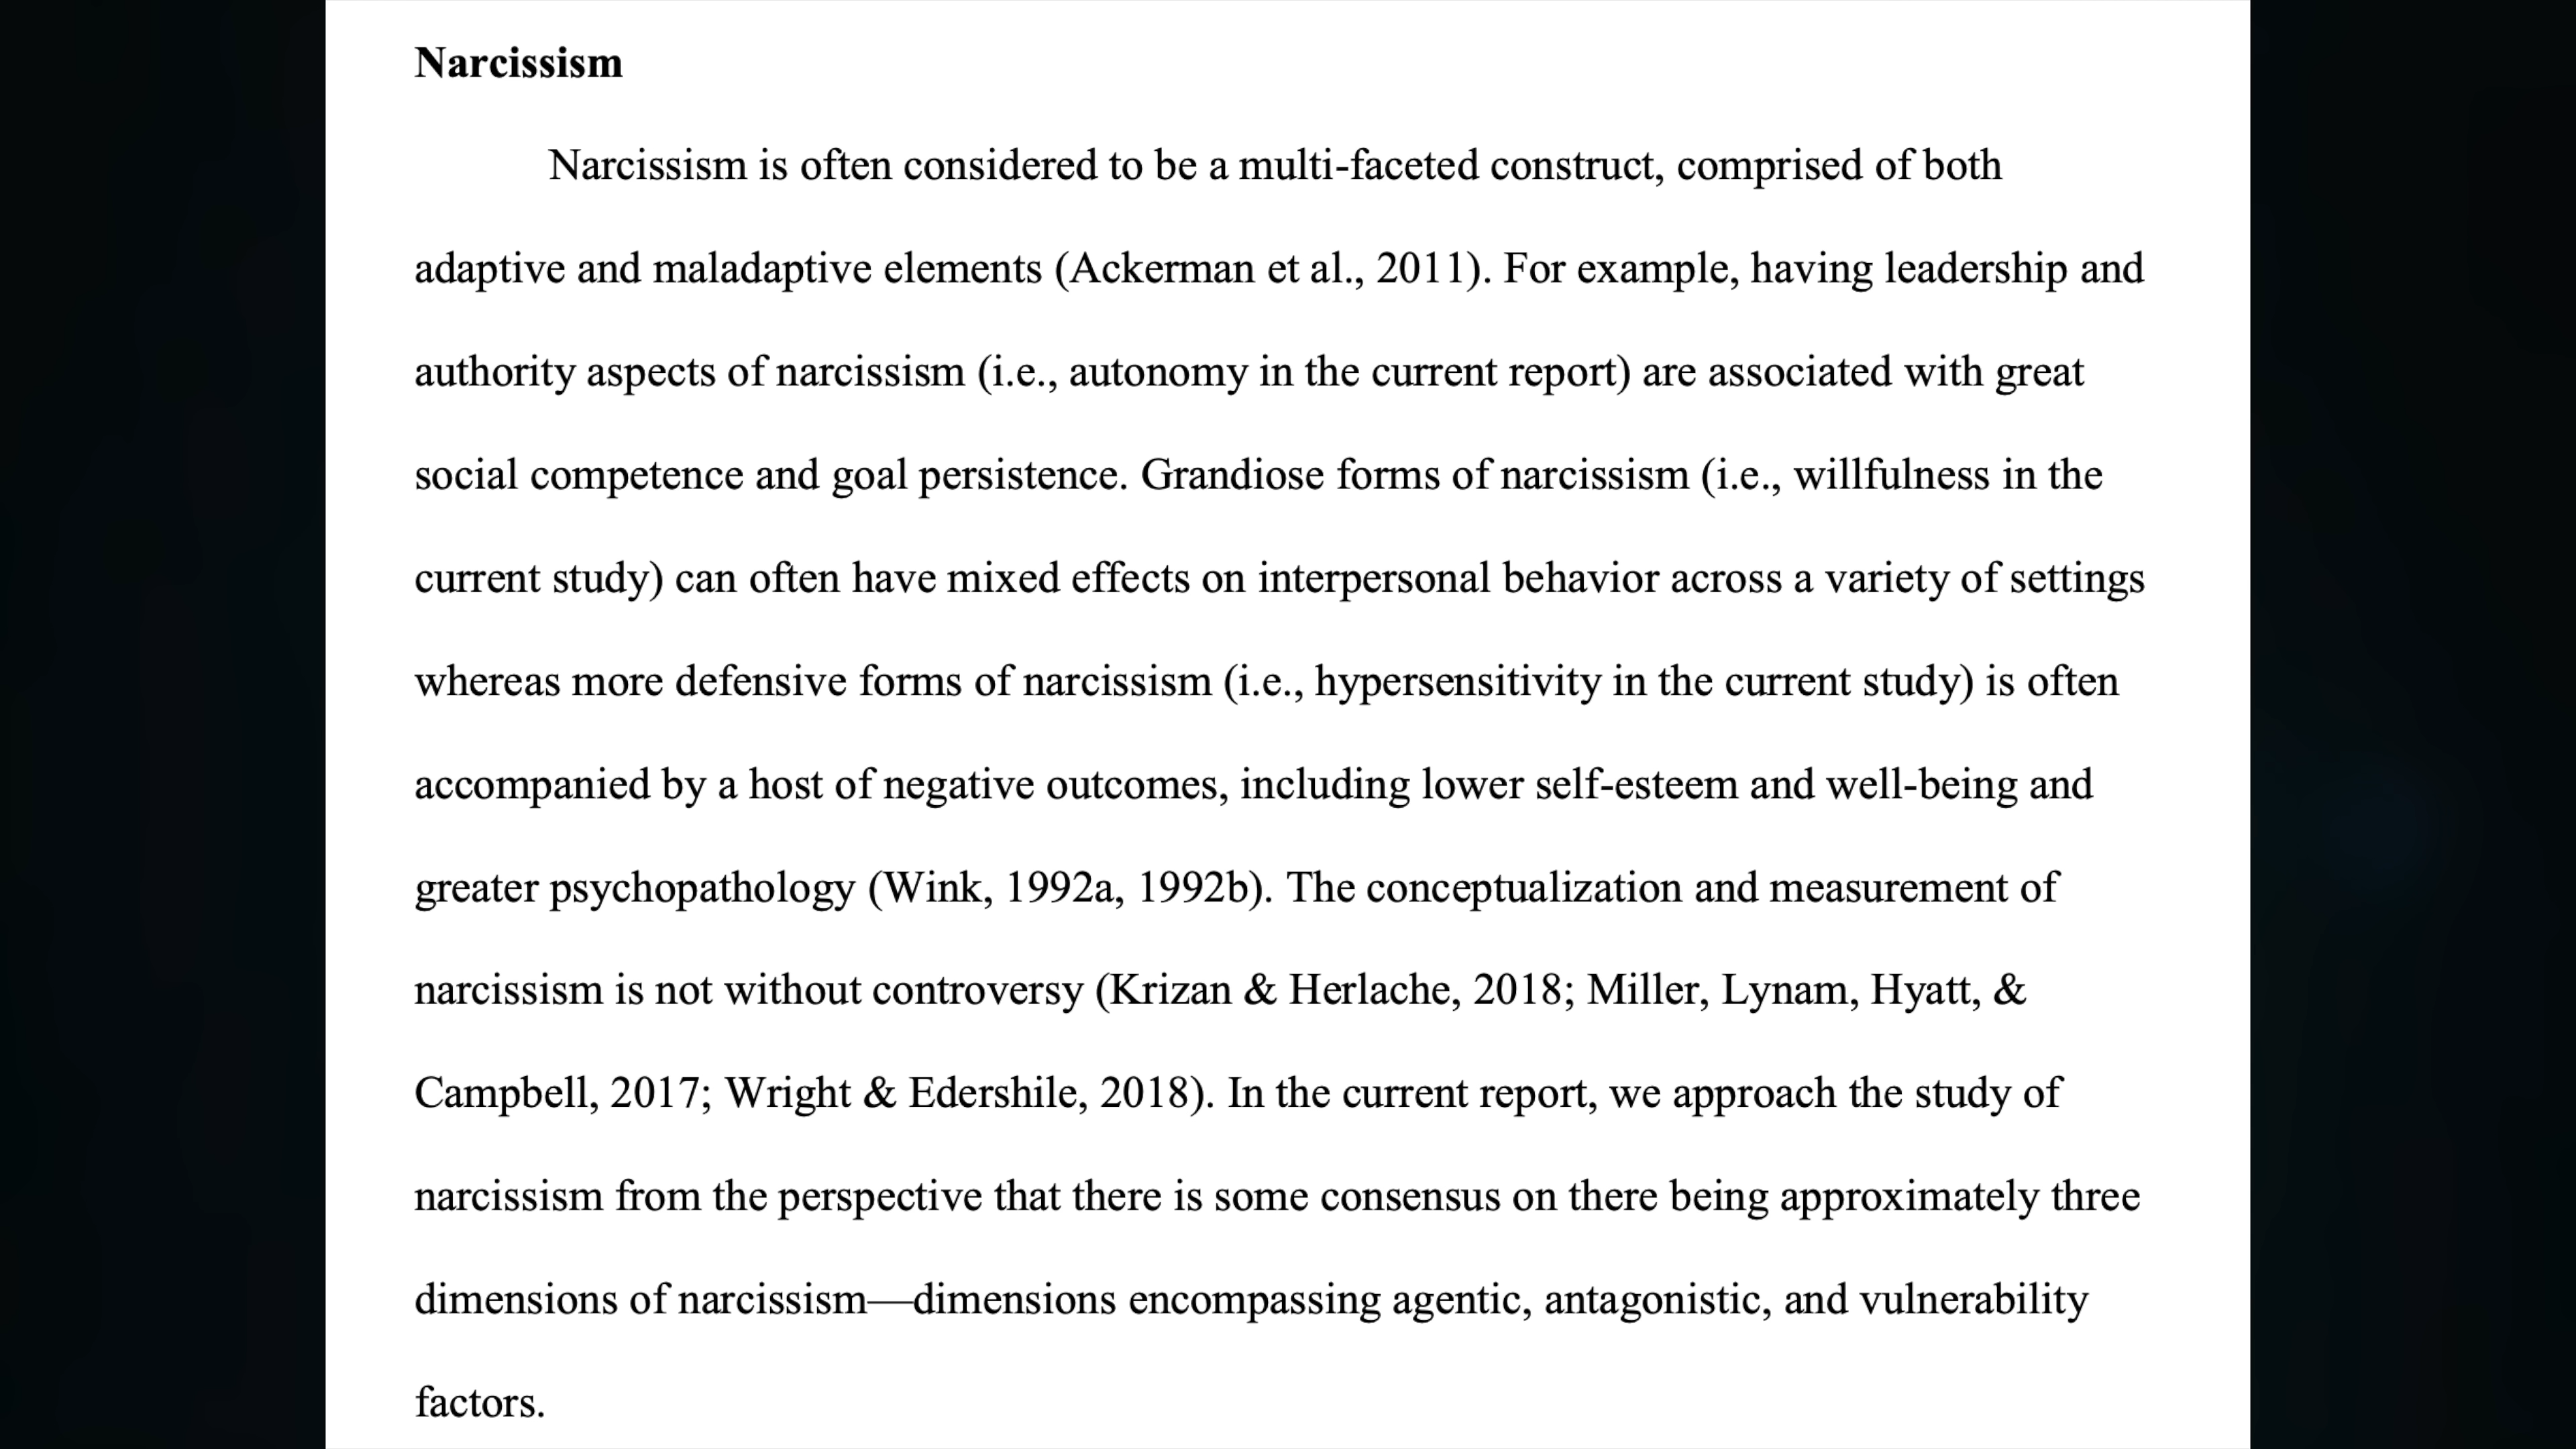 Narcissism
Narcissism is often considered to be a multi-faceted construct, comprised of both
adaptive and maladaptive elements (Ackerman et al., 2011). For example, having leadership and
authority aspects of narcissism (i.e., autonomy in the current report) are associated with great
social competence and goal persistence. Grandiose forms of narcissism (i.e., willfulness in the
current study) can often have mixed effects on interpersonal behavior across a variety of settings
whereas more defensive forms of narcissism (i.e., hypersensitivity in the current study) is often
accompanied by a host of negative outcomes, including lower self-esteem and well-being and
greater psychopathology (Wink, 1992a, 1992b). The conceptualization and measurement of
narcissism is not without controversy (Krizan & Herlache, 2018; Miller, Lynam, Hyatt, &
Campbell, 2017; Wright & Edershile, 2018). In the current report, we approach the study of
narcissism from the perspective that there is some consensus on there being approximately three
dimensions of narcissism—dimensions encompassing agentic, antagonistic, and vulnerability
factors.